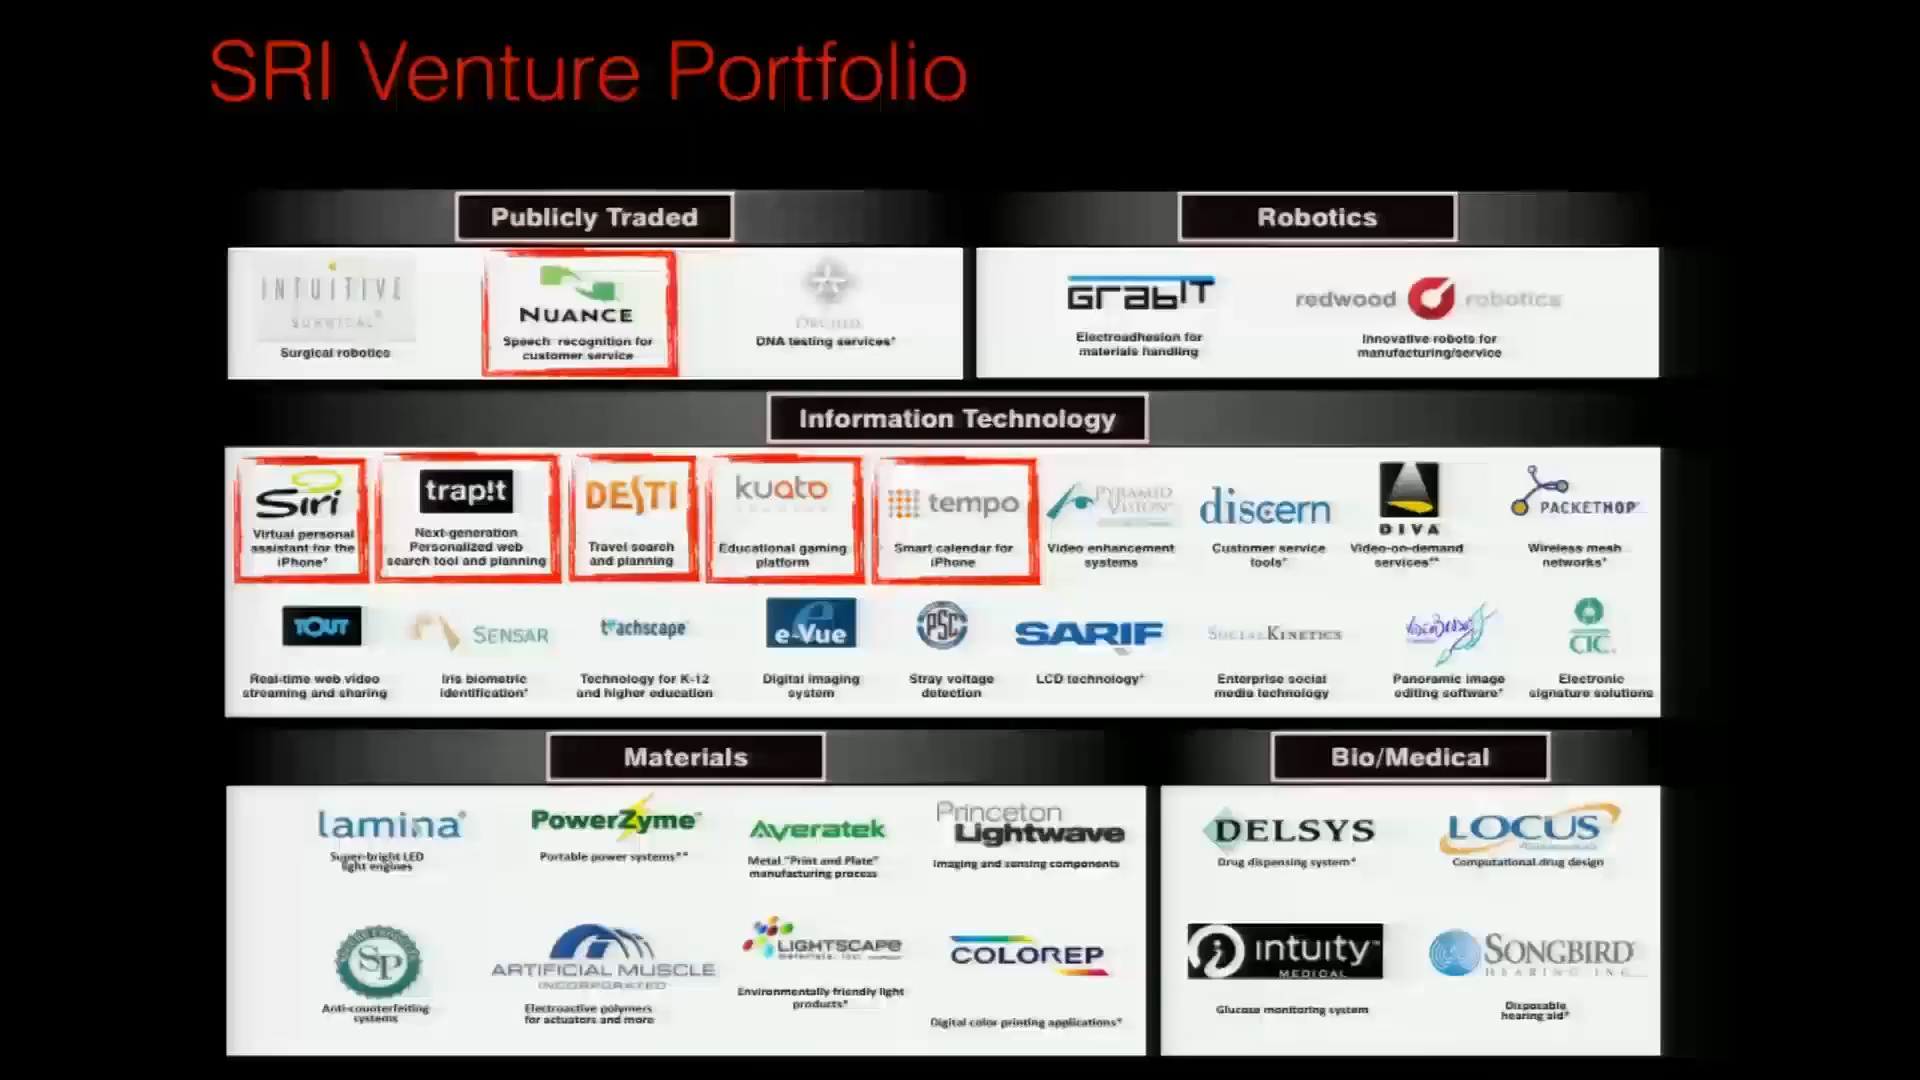 SRI Venture Portfolio
Publicly Traded
Robotics
INTUITIVE
SURGICAL®
Surgical robotics
NUANCE
Speech recognition for
customer service
ORCHID
DNA testing services*
GrabIT
Electroadhesion for
materials handling
redwood robotics
Innovative robots for
manufacturing/service
Information Technology
Siri
Virtual personal
assistant for the
iPhone*
trap!t
Next-generation
Personalized web
search tool and planning
DESTI
Travel search
and planning
kuato
Educational gaming
platform
tempo
Smart calendar for
iPhone
PYRAMID
VISION
Video enhancement
systems
discern
Customer service
tools*
DIVA
Video-on-demand
services**
PACKETHOP
Wireless mesh
networks*
TOUT
Real-time web video
streaming and sharing
SENSAR
Iris biometric
identification*
teachscape
Technology for K-12
and higher education
e-Vue
Digital imaging
system
PSC
Stray voltage
detection
SARIF
LCD technology*
SOCIALKINETICS
Enterprise social
media technology
VideoBrush
Panoramic image
editing software*
CIC
Electronic
signature solutions
Materials
Bio/Medical
lamina
Super-bright LED
light engines
PowerZyme™
Portable power systems**
Averatek
Metal "Print and Plate"
manufacturing process
Princeton
Lightwave
Imaging and sensing components
DELSYS
Drug dispensing system*
LOCUS
Computational drug design
SP
Anti-counterfeiting
systems
ARTIFICIAL MUSCLE
INCORPORATED
Electroactive polymers
for actuators and more
LIGHTSCAPE
Environmentally friendly light
products*
COLOREP
Digital color printing applications*
intuity™
MEDICAL
Glucose monitoring system
SONGBIRD
HEARING INC
Disposable
hearing aid*